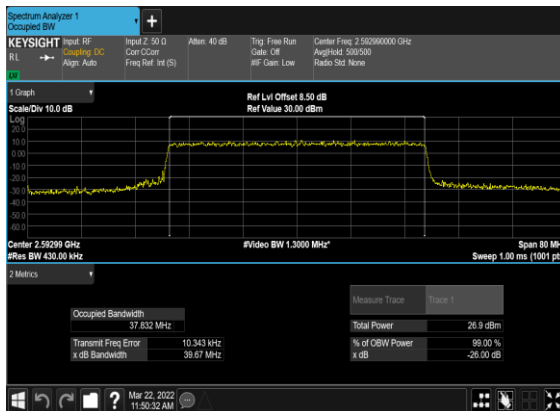 Spectrum Analyzer 1
Occupied BW
+
KEYSIGHT
RL
Input: RF
Coupling: DC
Align: Auto
Input Z: 50 Ω
Corr CCorr
Freq Ref: Int (S)
Atten: 40 dB
Trig: Free Run
Gate: Off
#IF Gain: Low
Center Freq: 2.592990000 GHz
Avg|Hold: 500/500
Radio Std: None
1 Graph
Scale/Div 10.0 dB
Ref Lvl Offset 8.50 dB
Ref Value 30.00 dBm
Log
20.0
10.0
0.00
-10.0
-20.0
-30.0
-40.0
-50.0
-60.0
Center 2.59299 GHz
#Res BW 430.00 kHz
#Video BW 1.3000 MHz*
Span 80 MH
Sweep 1.00 ms (1001 pt
2 Metrics
Measure Trace
Trace 1
Occupied Bandwidth
37.832 MHz
Total Power
26.9 dBm
Transmit Freq Error
10.343 kHz
% of OBW Power
99.00 %
x dB Bandwidth
39.67 MHz
x dB
-26.00 dB
?
Mar 22, 2022
11:50:32 AM